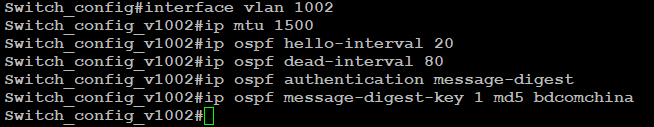 Switch_config#interface vlan 1002
Switch_config_v1002#ip mtu 1500
Switch_config_v1002#ip ospf hello-interval 20
Switch_config_v1002#ip ospf dead-interval 80
Switch_config_v1002#ip ospf authentication message-digest
Switch_config_v1002#ip ospf message-digest-key 1 md5 bdcomchina
Switch_config_v1002#